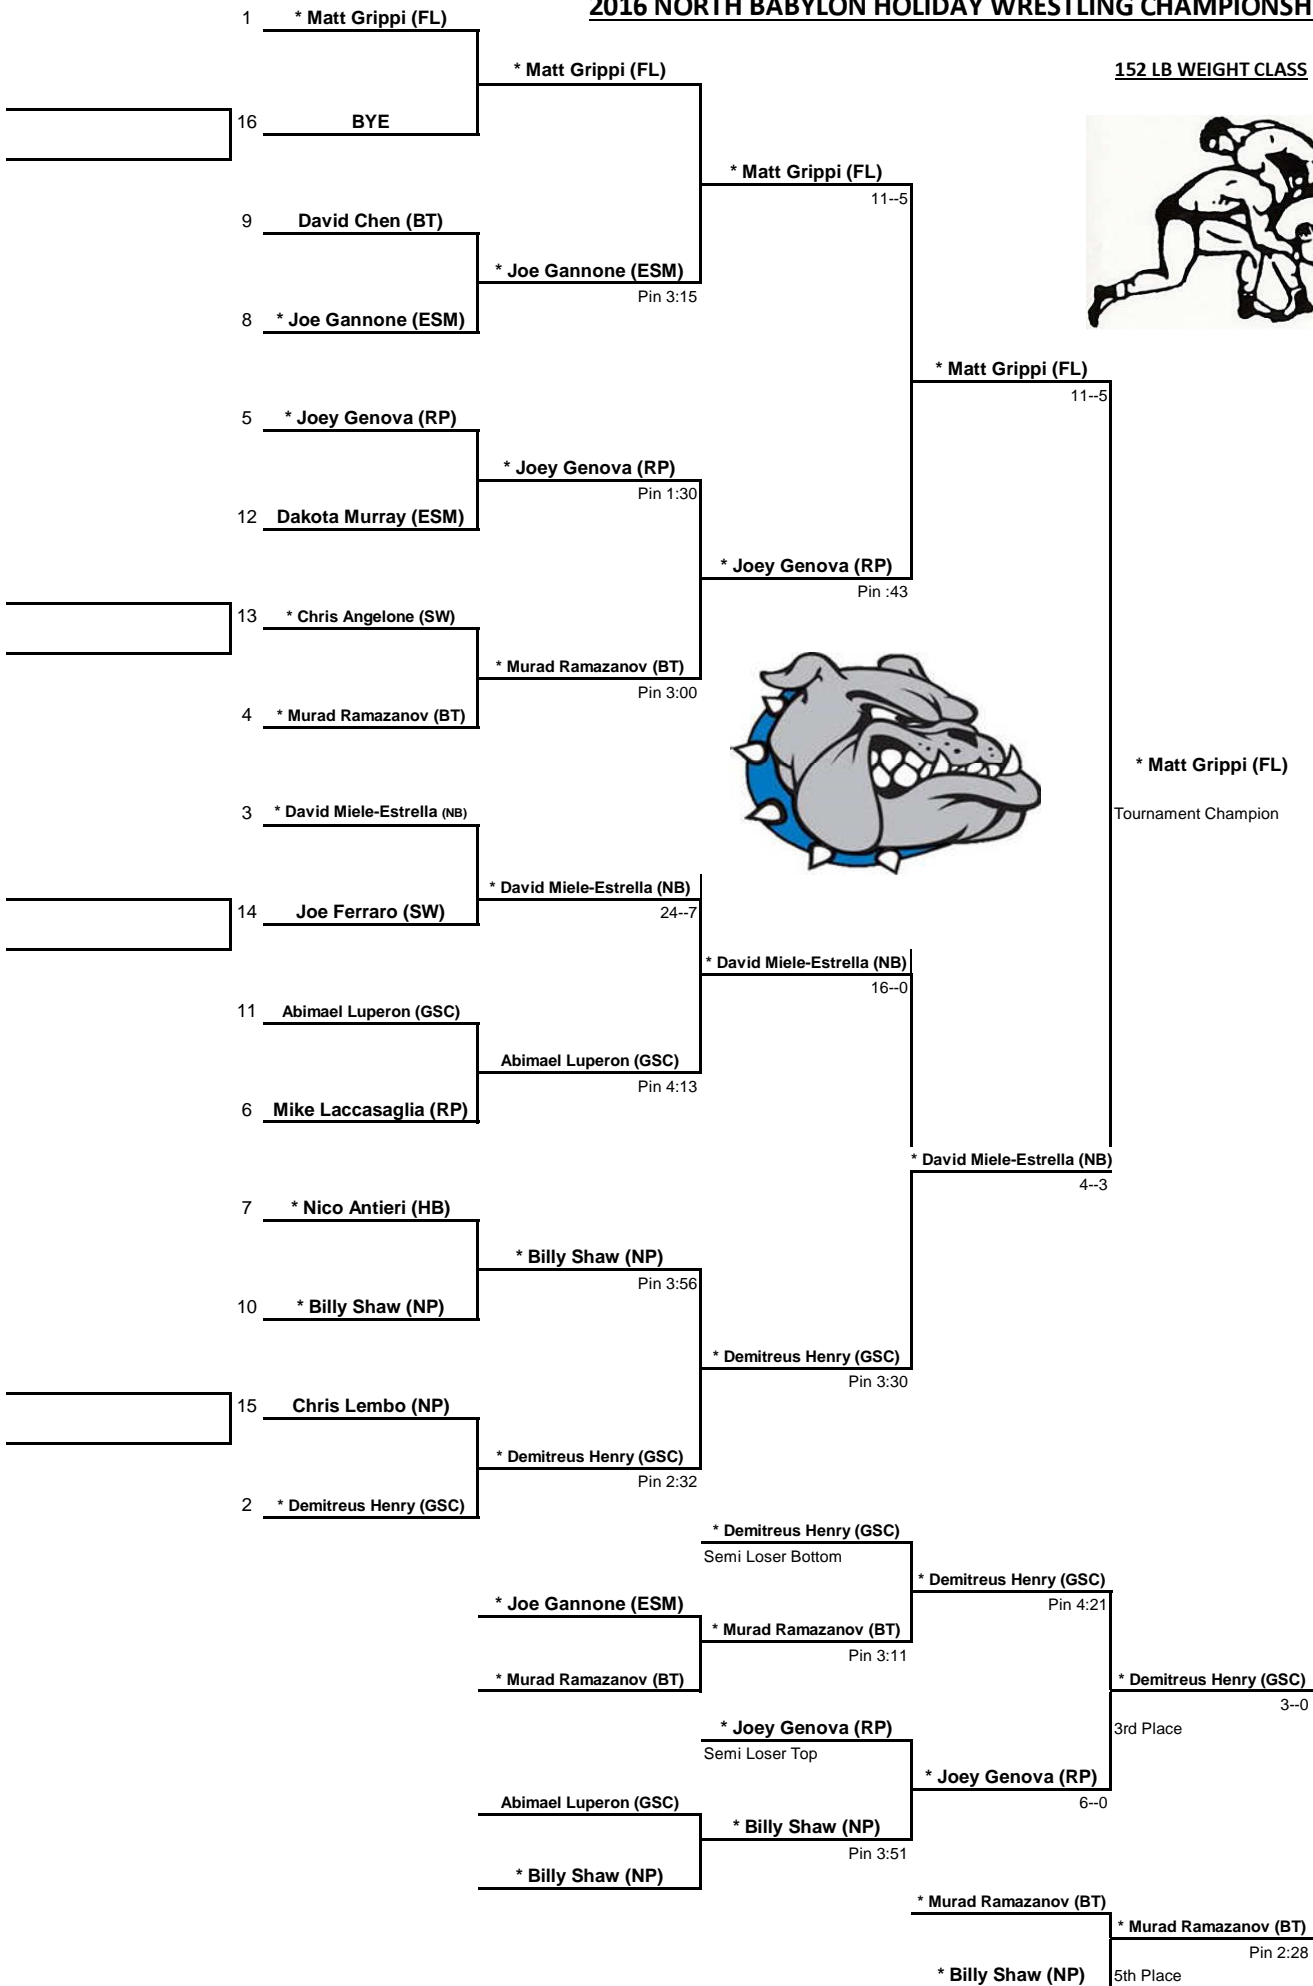 2016 NORTH BABYLON HOLIDAY WRESTLING CHAMPIONSH
152 LB WEIGHT CLASS
1 * Matt Grippi (FL)
* Matt Grippi (FL)
16 BYE
* Matt Grippi (FL)
11--5
9 David Chen (BT)
* Joe Gannone (ESM)
Pin 3:15
8 * Joe Gannone (ESM)
* Matt Grippi (FL)
11--5
5 * Joey Genova (RP)
* Joey Genova (RP)
Pin 1:30
12 Dakota Murray (ESM)
* Joey Genova (RP)
Pin :43
13 * Chris Angelone (SW)
* Murad Ramazanov (BT)
Pin 3:00
4 * Murad Ramazanov (BT)
* Matt Grippi (FL)
Tournament Champion
3 * David Miele-Estrella (NB)
* David Miele-Estrella (NB)
24--7
14 Joe Ferraro (SW)
* David Miele-Estrella (NB)
16--0
11 Abimael Luperon (GSC)
Abimael Luperon (GSC)
Pin 4:13
6 Mike Laccasaglia (RP)
* David Miele-Estrella (NB)
4--3
7 * Nico Antieri (HB)
* Billy Shaw (NP)
Pin 3:56
10 * Billy Shaw (NP)
* Demitreus Henry (GSC)
Pin 3:30
15 Chris Lembo (NP)
* Demitreus Henry (GSC)
Pin 2:32
2 * Demitreus Henry (GSC)
* Demitreus Henry (GSC)
Semi Loser Bottom
* Demitreus Henry (GSC)
Pin 4:21
* Joe Gannone (ESM)
* Murad Ramazanov (BT)
Pin 3:11
* Murad Ramazanov (BT)
* Demitreus Henry (GSC)
3--0
3rd Place
* Joey Genova (RP)
Semi Loser Top
* Joey Genova (RP)
6--0
Abimael Luperon (GSC)
* Billy Shaw (NP)
Pin 3:51
* Billy Shaw (NP)
* Murad Ramazanov (BT)
* Murad Ramazanov (BT)
Pin 2:28
* Billy Shaw (NP)
5th Place